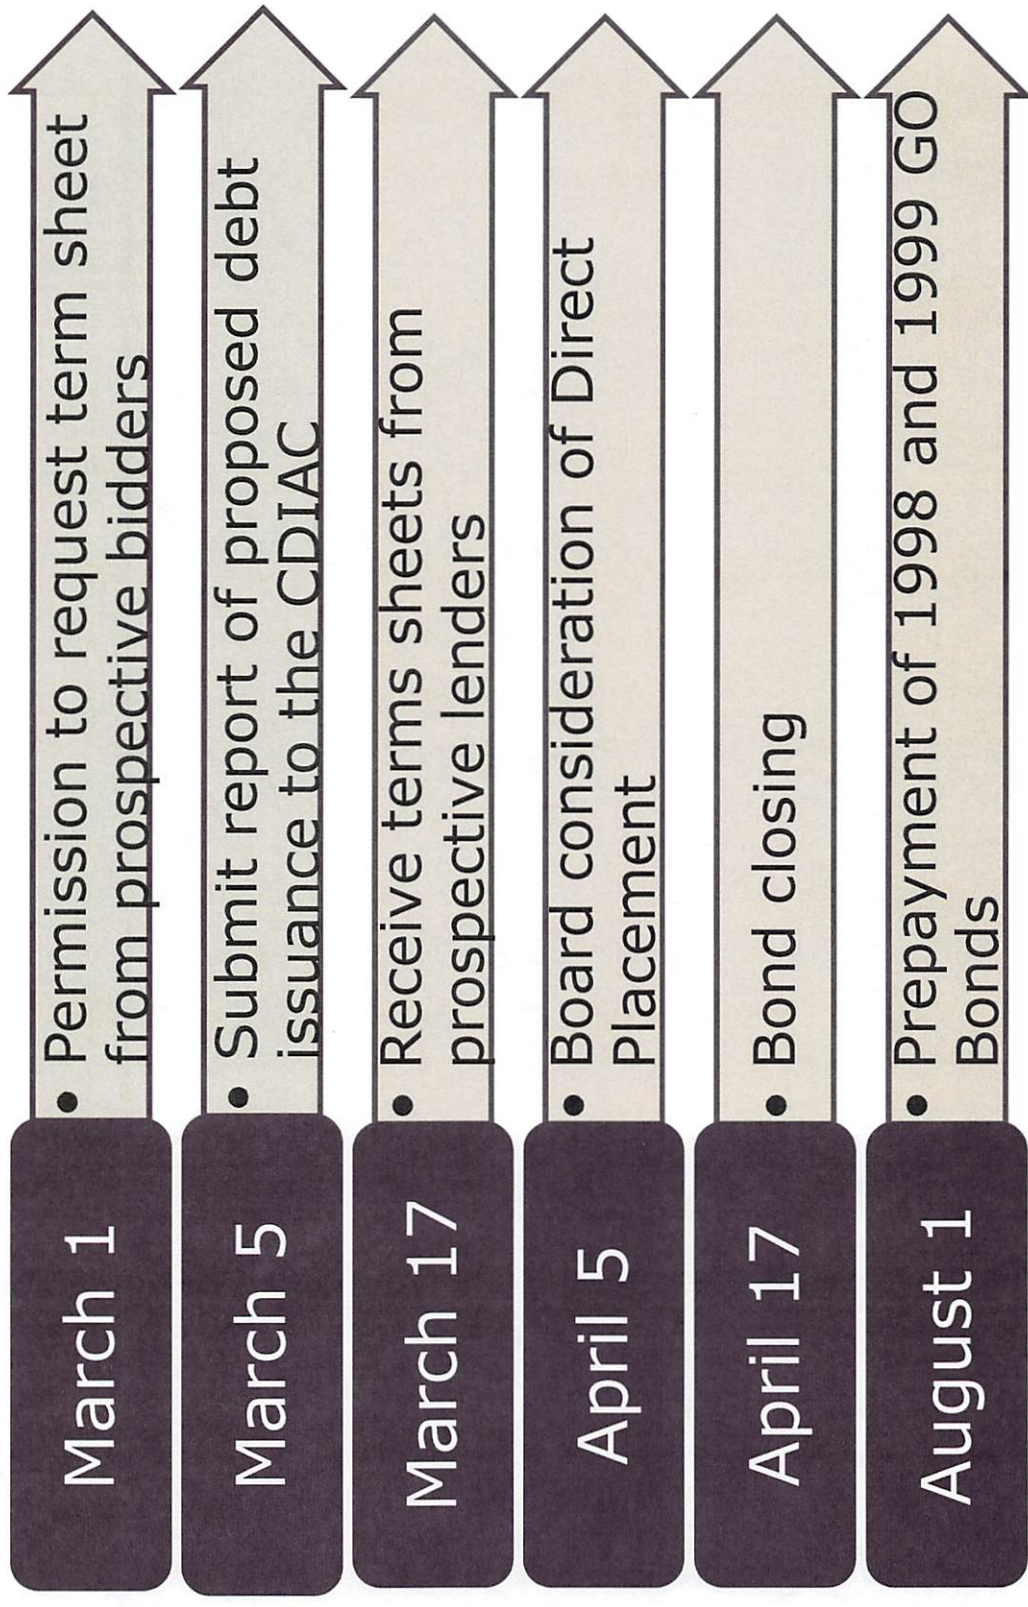 March 1
• Permission to request term sheet
from prospective bidders
March 5
• Submit report of proposed debt
issuance to the CDIAC
March 17
• Receive terms sheets from
prospective lenders
April 5
• Board consideration of Direct
Placement
April 17
• Bond closing
August 1
• Prepayment of 1998 and 1999 GO
Bonds